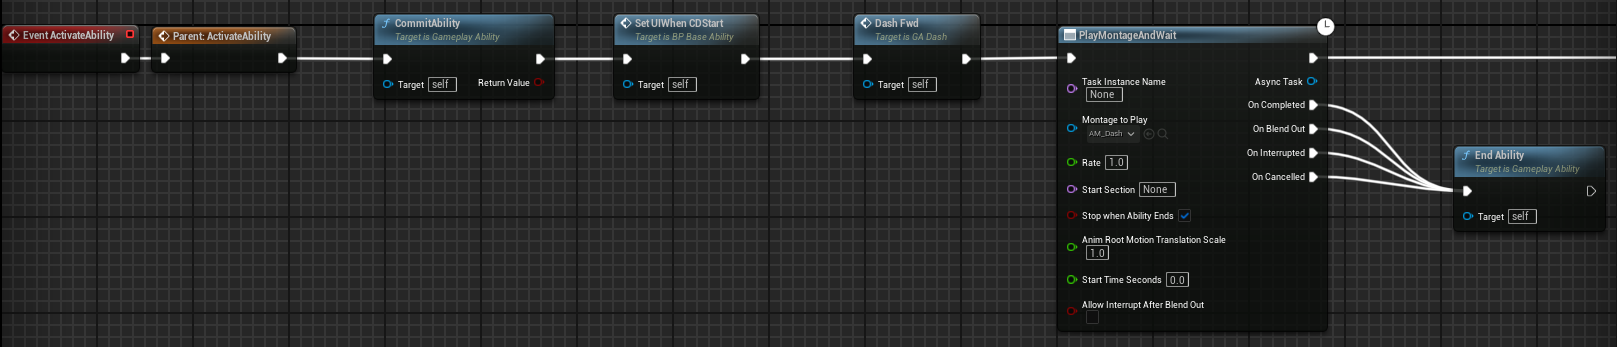 Event ActivateAbility
Parent: ActivateAbility
CommitAbility
Target is Gameplay Ability
Target self
Return Value
Set UIWhen CDStart
Target is BP Base Ability
Target self
Dash Fwd
Target is GA Dash
Target self
PlayMontageAndWait
Task Instance Name
None
Montage to Play
AM_Dash
Rate 1.0
Start Section None
Stop when Ability Ends
Anim Root Motion Translation Scale
1.0
Start Time Seconds 0.0
Allow Interrupt After Blend Out
Async Task
On Completed
On Blend Out
On Interrupted
On Cancelled
End Ability
Target is Gameplay Ability
Target self